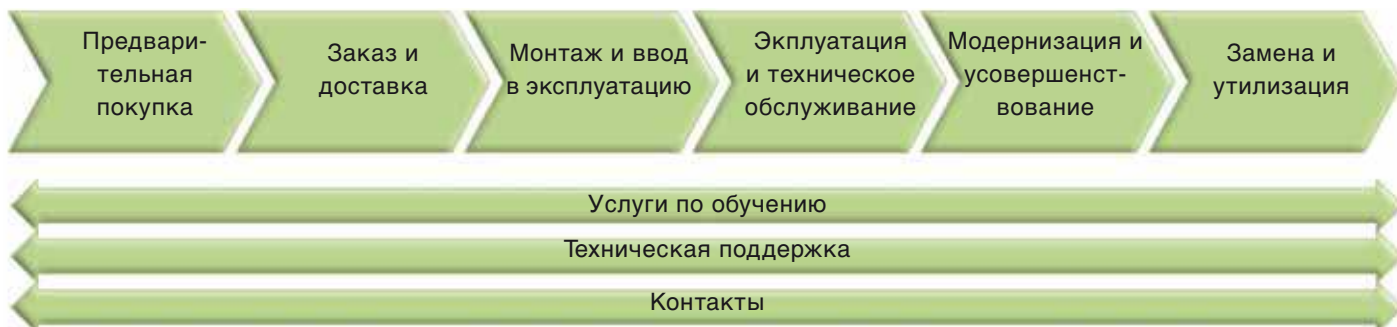 Предвари-
тельная
покупка
Заказ и
доставка
Монтаж и ввод
в эксплуатацию
Экплуатация
и техническое
обслуживание
Модернизация и
усовершенст-
вование
Замена и
утилизация
Услуги по обучению
Техническая поддержка
Контакты